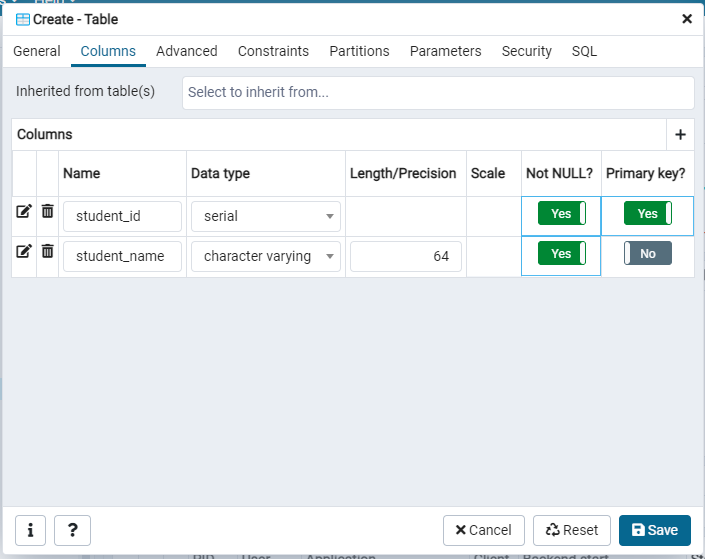 Create - Table
General Columns Advanced Constraints Partitions Parameters Security SQL
Inherited from table(s) Select to inherit from...
Columns
Name Data type Length/Precision Scale Not NULL? Primary key?
student_id serial Yes Yes
student_name character varying 64 Yes No
i ? Cancel Reset Save